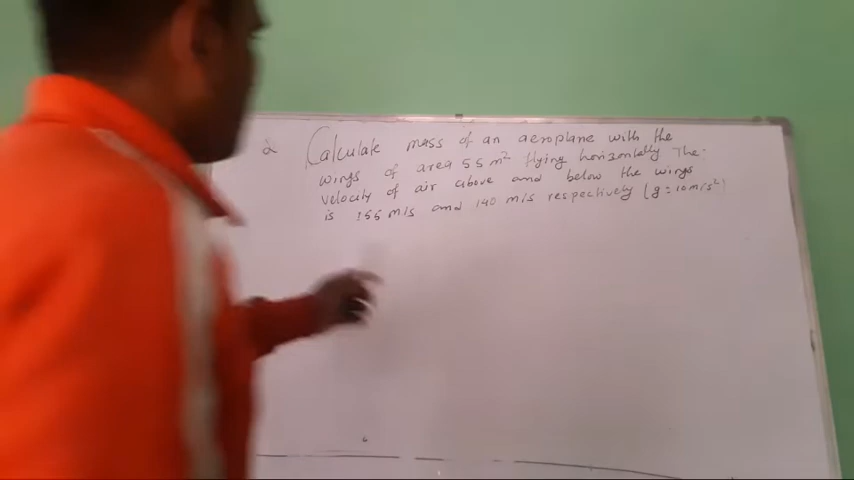 2 Calculate mass of an aeroplane with the
wings of area 55 m² flying horizontally The
velocity of air above and below the wings
is 155 m/s and 140 m/s respectively (g = 10 m/s²)